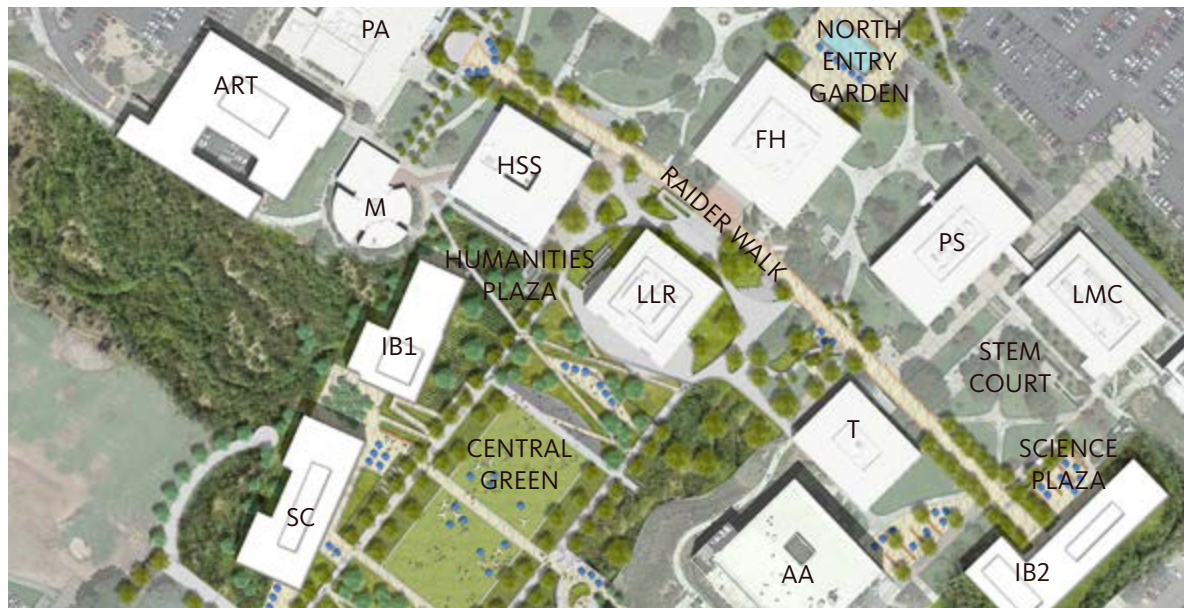 PA
NORTH
ENTRY
GARDEN
ART
FH
HSS
RAIDER WALK
M
PS
HUMANITIES
PLAZA
LLR
LMC
IB1
STEM
COURT
T
CENTRAL
GREEN
SCIENCE
PLAZA
SC
AA
IB2